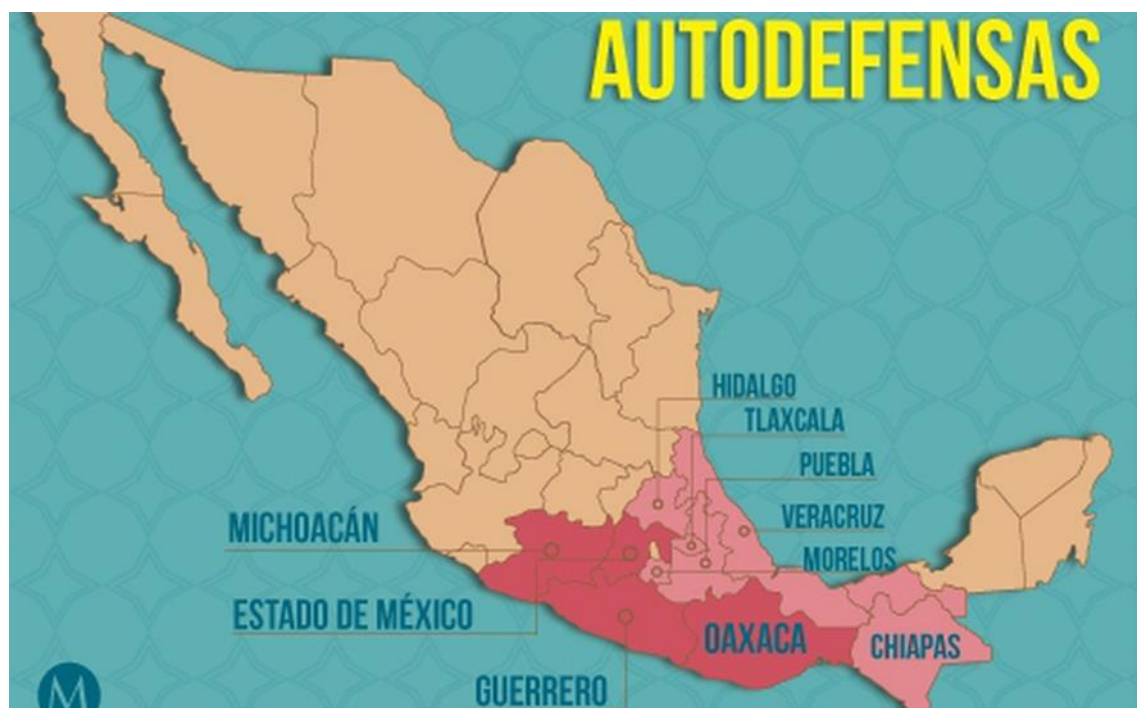 AUTODEFENSAS
HIDALGO
TLAXCALA
PUEBLA
VERACRUZ
MORELOS
MICHOACÁN
ESTADO DE MÉXICO
OAXACA
CHIAPAS
GUERRERO
M